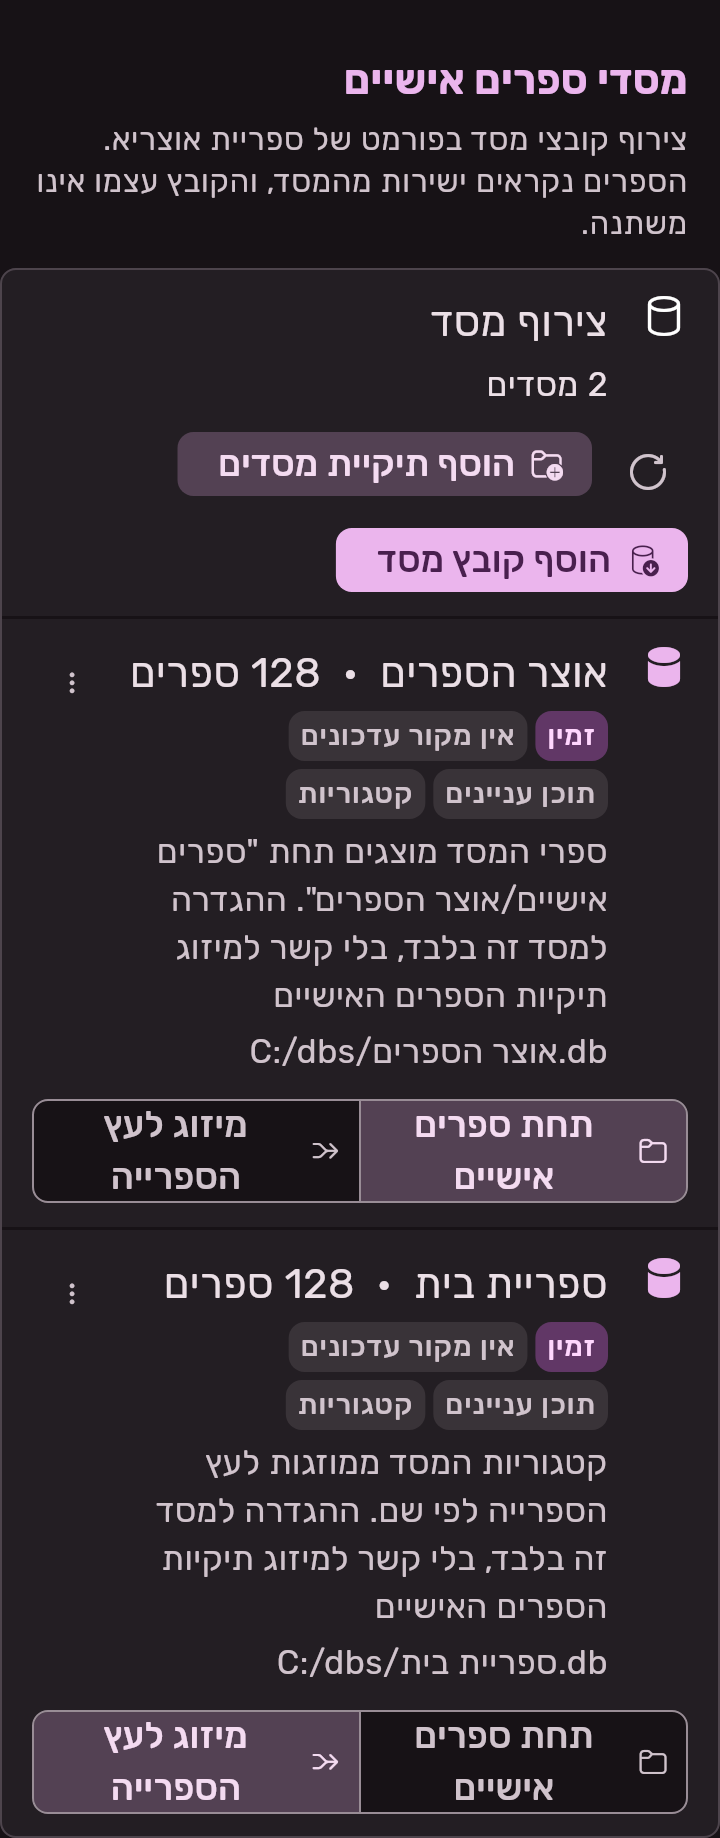 מסדי ספרים אישיים
צירוף קובצי מסד בפורמט של ספריית אוצריא.
הספרים נקראים ישירות מהמסד, והקובץ עצמו אינו
משתנה.
צירוף מסד
2 מסדים
הוסף תיקיית מסדים
הוסף קובץ מסד
אוצר הספרים • 128 ספרים
זמין
אין מקור עדכונים
תוכן עניינים
קטגוריות
ספרי המסד מוצגים תחת "ספרים
אישיים/אוצר הספרים". ההגדרה
למסד זה בלבד, בלי קשר למיזוג
תיקיות הספרים האישיים
C:/dbs/אוצר הספרים.db
תחת ספרים
אישיים
מיזוג לעץ
הספרייה
ספריית בית • 128 ספרים
זמין
אין מקור עדכונים
תוכן עניינים
קטגוריות
קטגוריות המסד ממוזגות לעץ
הספרייה לפי שם. ההגדרה למסד
זה בלבד, בלי קשר למיזוג תיקיות
הספרים האישיים
C:/dbs/ספריית בית.db
תחת ספרים
אישיים
מיזוג לעץ
הספרייה